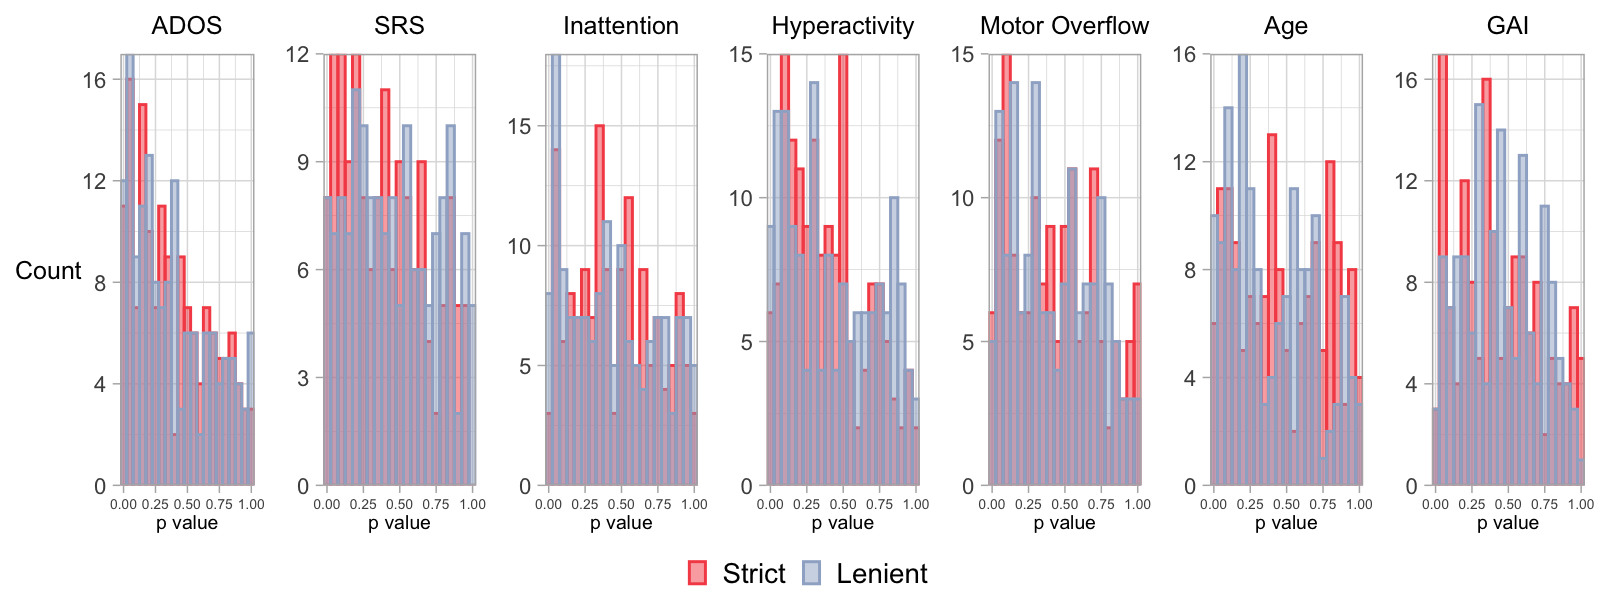 ADOS SRS Inattention Hyperactivity Motor Overflow Age GAI
Count
16 12 8 4 0
12 9 6 3 0
15 10 5 0
15 10 5 0
15 10 5 0
16 12 8 4 0
16 12 8 4 0
0.00 0.25 0.50 0.75 1.00 0.00 0.25 0.50 0.75 1.00 0.00 0.25 0.50 0.75 1.00 0.00 0.25 0.50 0.75 1.00 0.00 0.25 0.50 0.75 1.00 0.00 0.25 0.50 0.75 1.00 0.00 0.25 0.50 0.75 1.00
p value p value p value p value p value p value p value
Strict Lenient